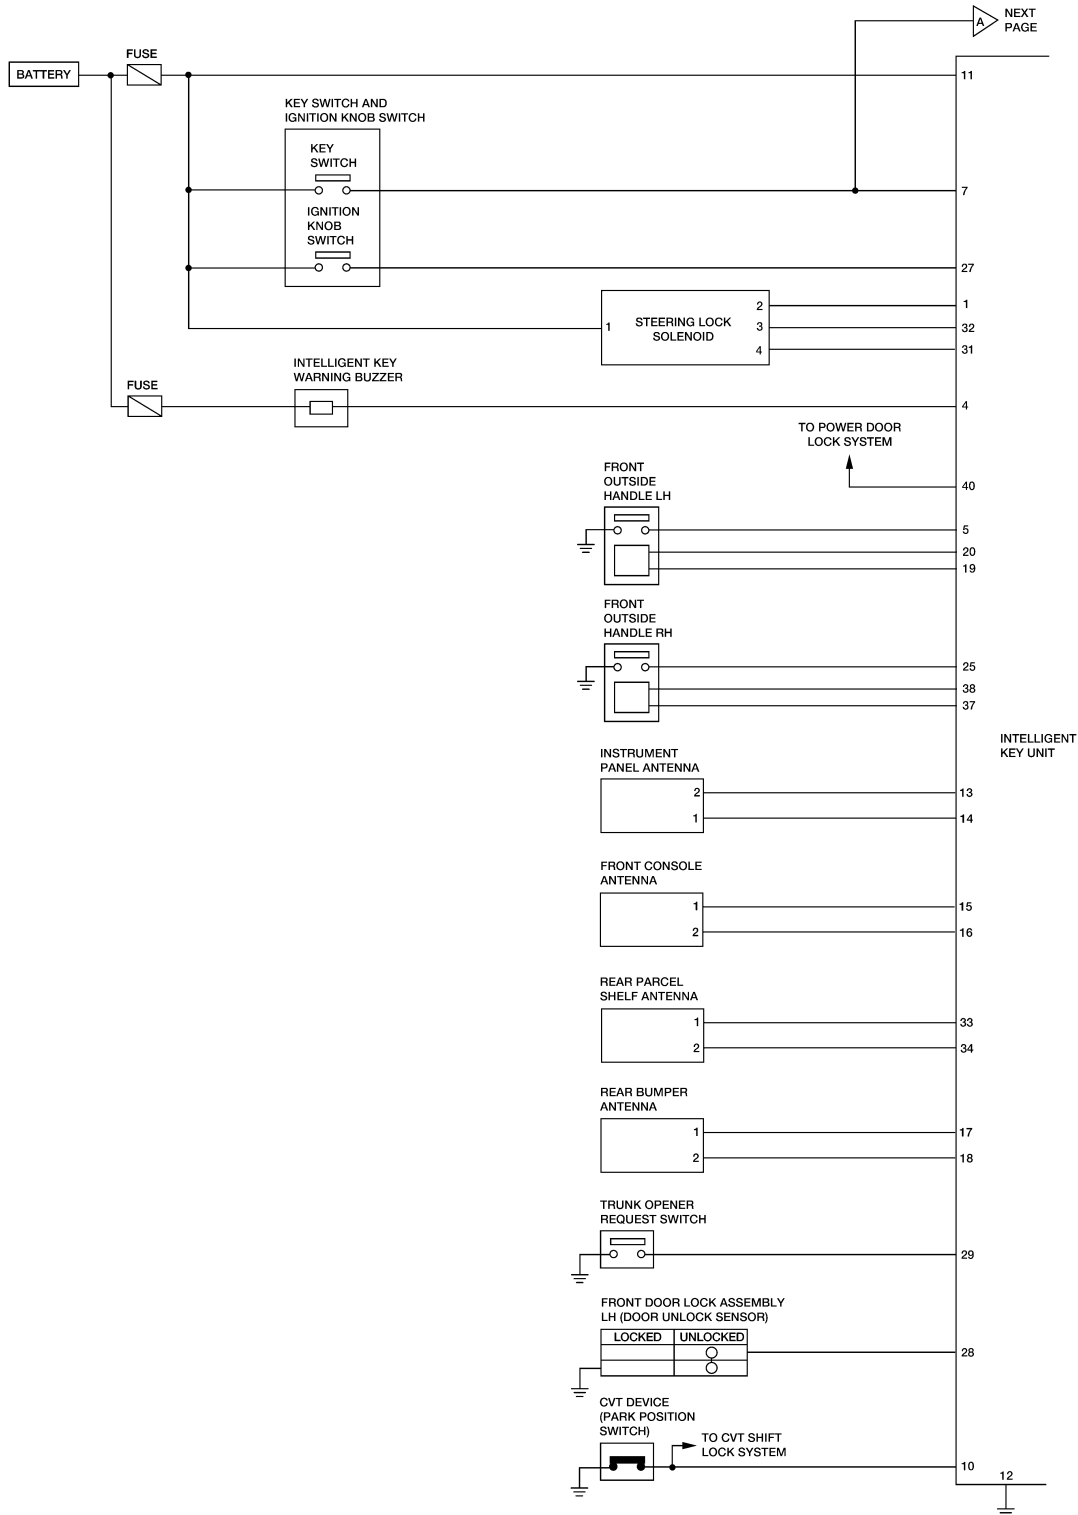 NEXT
PAGE
A
FUSE
BATTERY
11
KEY SWITCH AND
IGNITION KNOB SWITCH
KEY
SWITCH
7
IGNITION
KNOB
SWITCH
27
1
STEERING LOCK
SOLENOID
2
3
4
1
32
31
INTELLIGENT KEY
WARNING BUZZER
FUSE
4
TO POWER DOOR
LOCK SYSTEM
40
FRONT
OUTSIDE
HANDLE LH
5
20
19
FRONT
OUTSIDE
HANDLE RH
25
38
37
INTELLIGENT
KEY UNIT
INSTRUMENT
PANEL ANTENNA
2 13
1 14
FRONT CONSOLE
ANTENNA
1 15
2 16
REAR PARCEL
SHELF ANTENNA
1 33
2 34
REAR BUMPER
ANTENNA
1 17
2 18
TRUNK OPENER
REQUEST SWITCH
29
FRONT DOOR LOCK ASSEMBLY
LH (DOOR UNLOCK SENSOR)
LOCKED UNLOCKED
28
CVT DEVICE
(PARK POSITION
SWITCH)
TO CVT SHIFT
LOCK SYSTEM
10
12